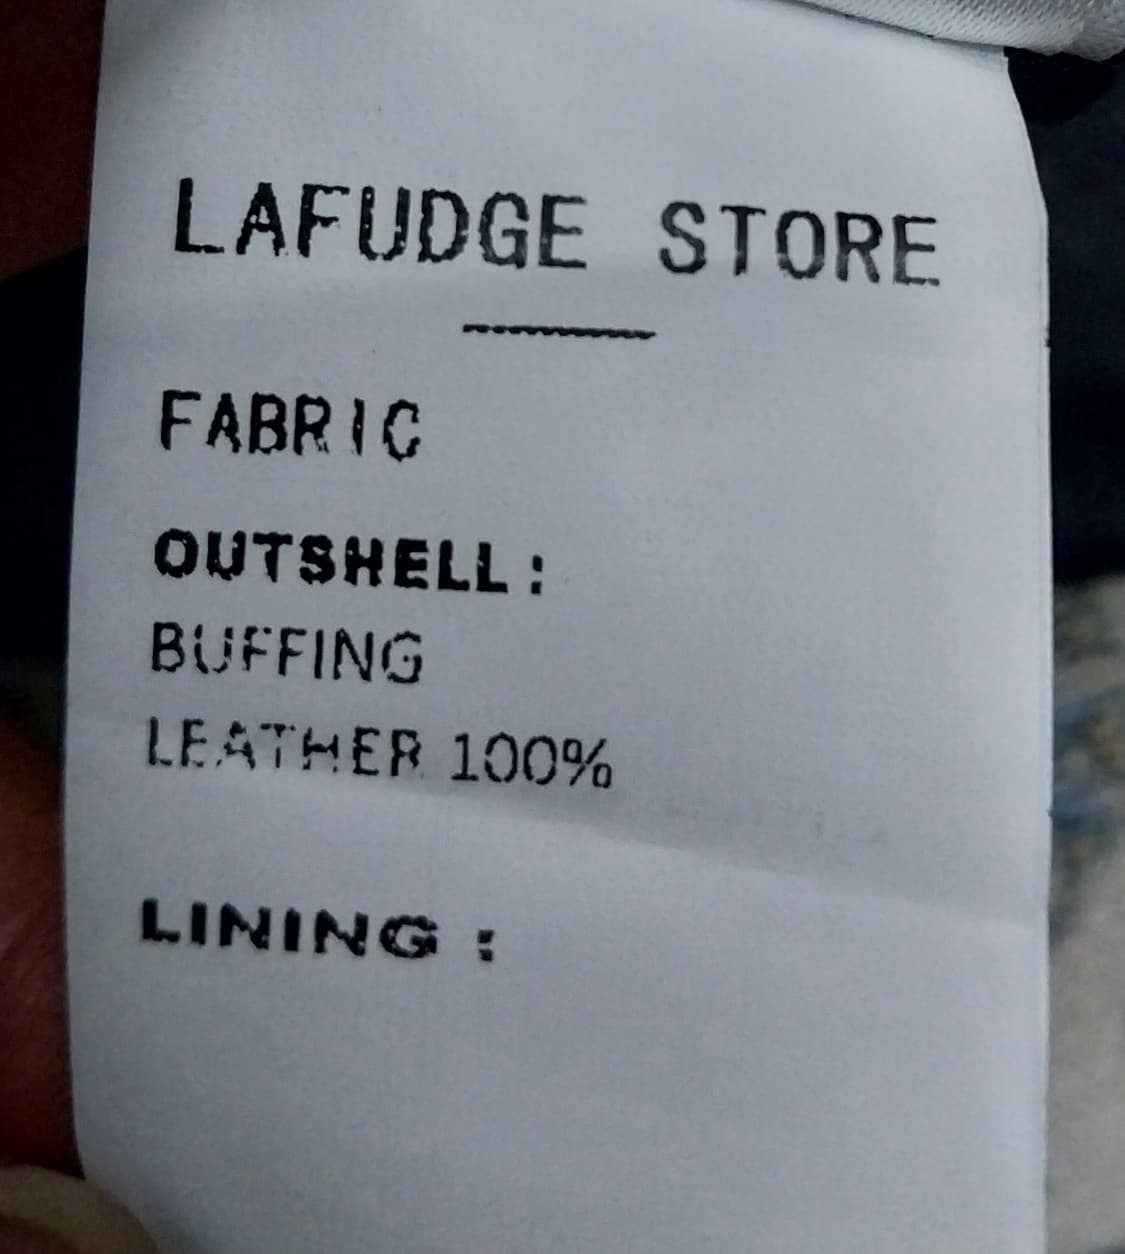 LAFUDGE STORE
FABRIC
OUTSHELL:
BUFFING
LEATHER 100%
LINING :